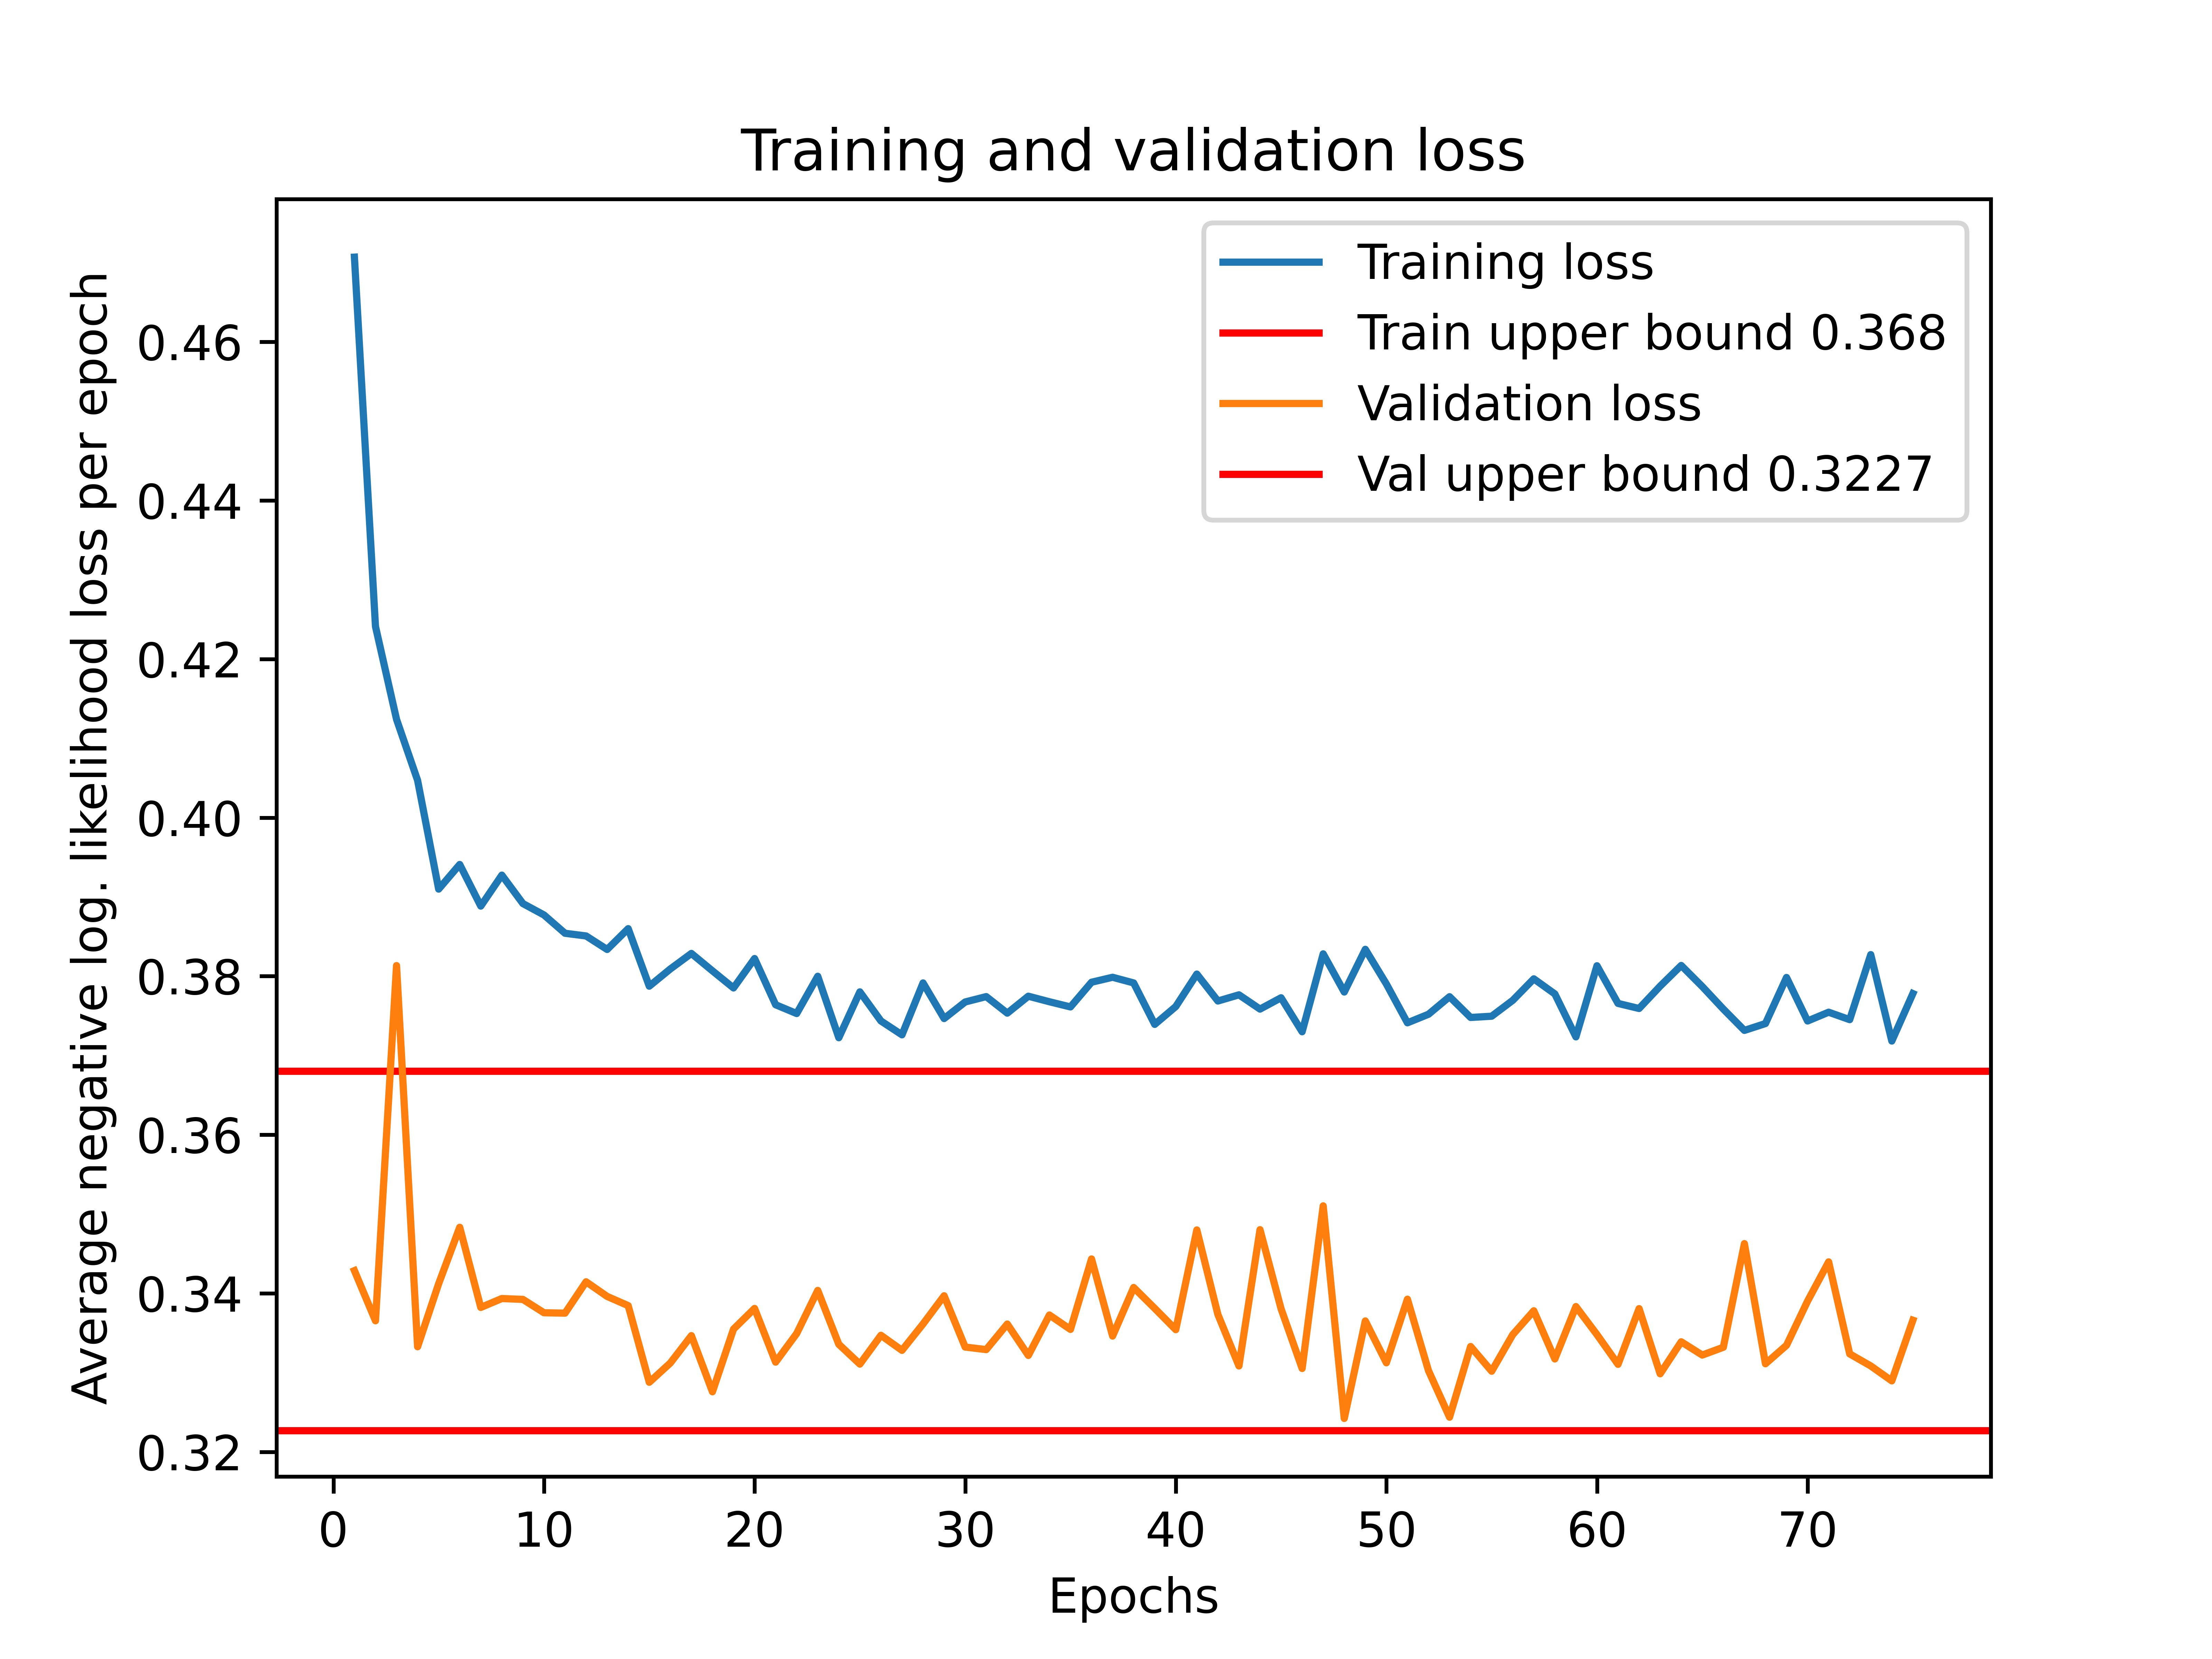 Training and validation loss
Average negative log. likelihood loss per epoch
0.46
0.44
0.42
0.40
0.38
0.36
0.34
0.32
Training loss
Train upper bound 0.368
Validation loss
Val upper bound 0.3227
0 10 20 30 40 50 60 70
Epochs